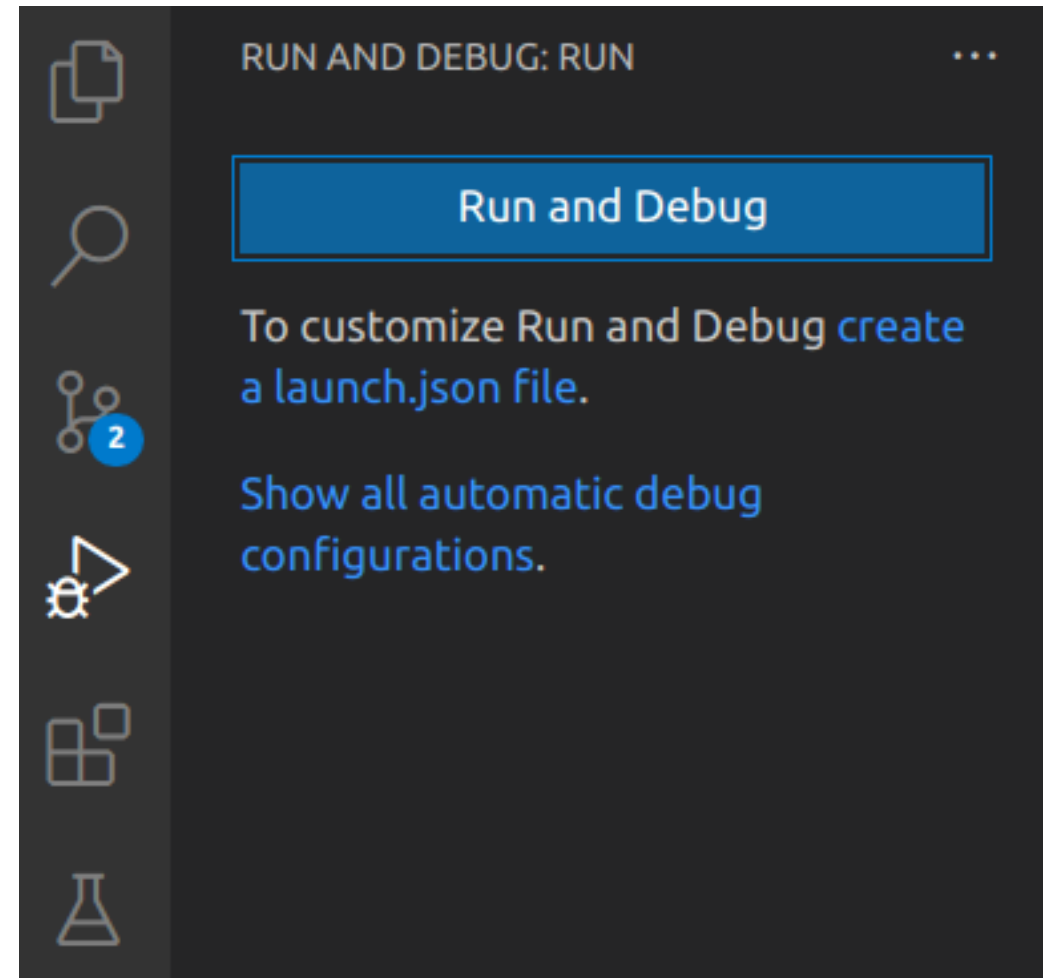 RUN AND DEBUG: RUN
Run and Debug
To customize Run and Debug create
a launch.json file.
2
Show all automatic debug
configurations.